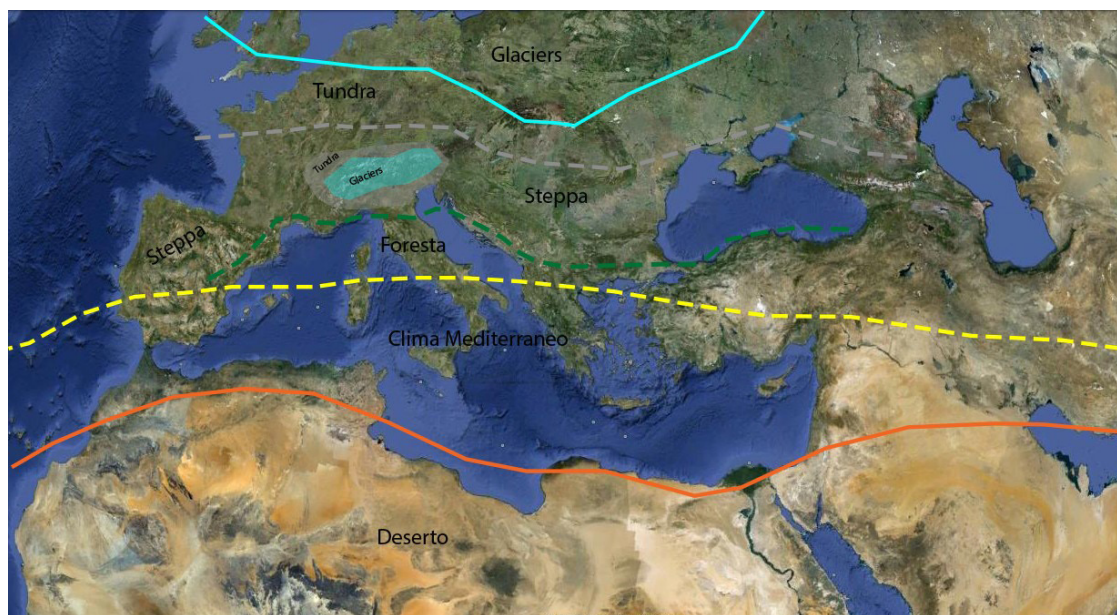 Glaciers
Tundra
Tundra
Glaciers
Steppa
Steppa
Foresta
Clima Mediterraneo
Deserto